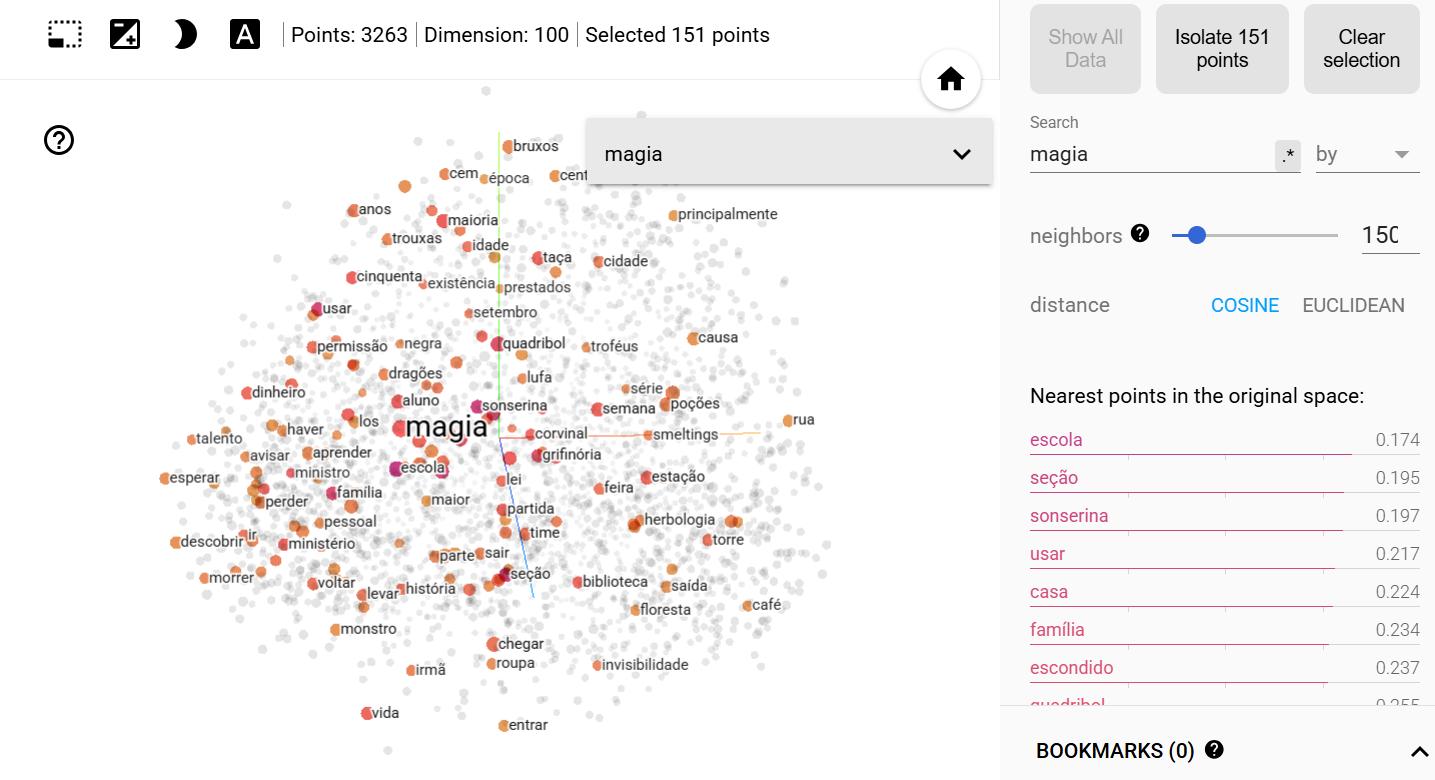 A
Points: 3263 | Dimension: 100 | Selected 151 points
magia
bruxos
cem
época
cent
anos
maioria
principalmente
trouxas
idade
taça
cidade
cinquenta
existência
prestados
usar
setembro
permissão
negra
quadribol
troféus
causa
dragões
lufa
dinheiro
aluno
sonserina
série
semana
poções
los
magia
rua
haver
corvinal
smeltings
talento
avisar
aprender
grifinória
ministro
escola
esperar
lei
estação
família
feira
perder
maior
partida
pessoal
herbologia
descobrir
ir
ministério
time
torre
parte
sair
morrer
voltar
seção
biblioteca
saída
levar
história
floresta
café
monstro
chegar
irmã
roupa
invisibilidade
vida
entrar
Show All Data
Isolate 151 points
Clear selection
Search
magia
.*
by
neighbors
150
distance
COSINE
EUCLIDEAN
Nearest points in the original space:
escola 0.174
seção 0.195
sonserina 0.197
usar 0.217
casa 0.224
família 0.234
escondido 0.237
quadribol 0.255
BOOKMARKS (0)